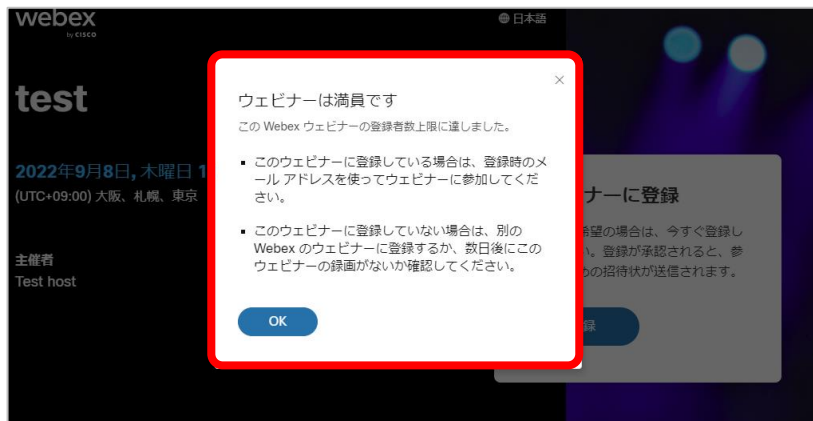 webex
by CISCO
日本語
test
2022年9月8日, 木曜日 1
(UTC+09:00) 大阪、札幌、東京
主催者
Test host
ウェビナーは満員です
この Webex ウェビナーの登録者数上限に達しました。
▪ このウェビナーに登録している場合は、登録時のメ
ール アドレスを使ってウェビナーに参加してくだ
さい。
▪ このウェビナーに登録していない場合は、別の
Webex のウェビナーに登録するか、数日後にこの
ウェビナーの録画がないか確認してください。
OK
ナーに登録
希望の場合は、今すぐ登録し
い。登録が承認されると、参
めの招待状が送信されます。
録